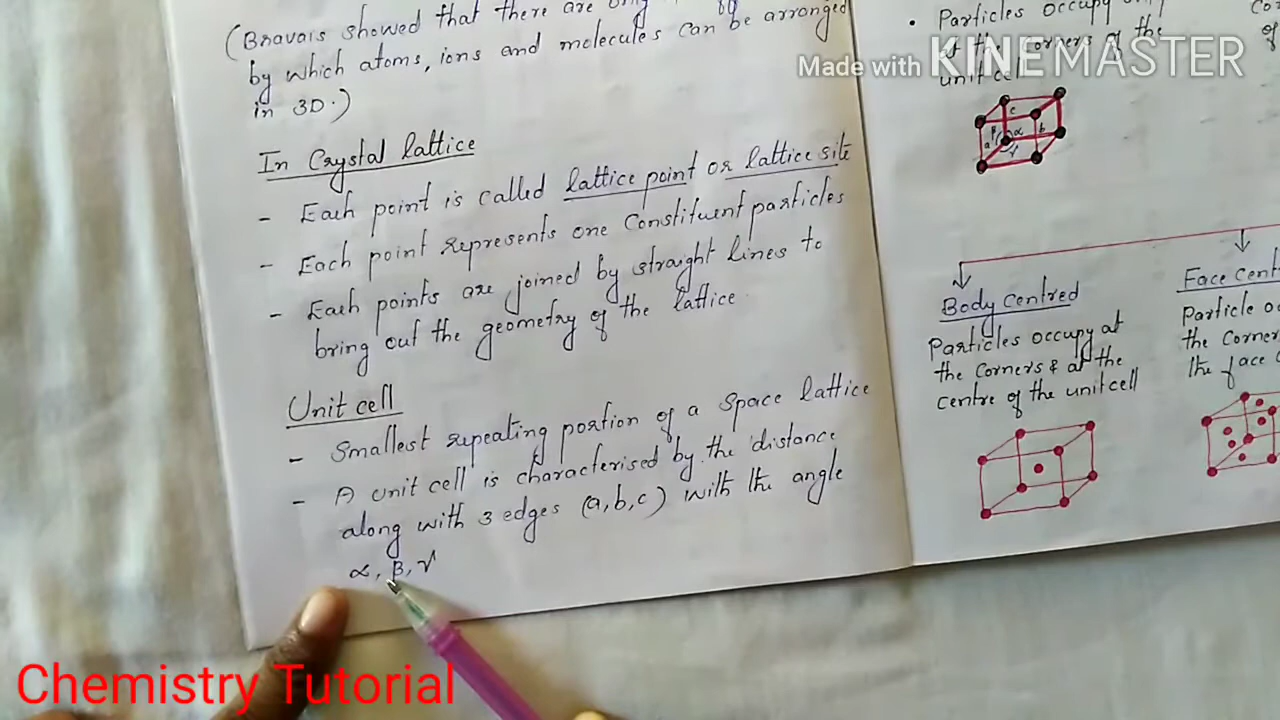 (Bravais showed that there are
by which atoms, ions and molecules can be arranged
in 3D.)
In Crystal lattice
- Each point is called lattice point or lattice site
- Each point represents one Constituent particles
- Each points are joined by straight lines to
bring out the geometry of the lattice
Unit cell
- Smallest repeating portion of a space lattice
- A unit cell is characterised by the distance
along with 3 edges (a, b, c) with the angle
α, β, γ
• Particles occupy
the corners of the
unit cell
c
β α b
a γ
Body Centred
Particles occupy at
the corners & at the
centre of the unit cell
Face
Particle
the
the face
Made with KINEMASTER
Chemistry Tutorial